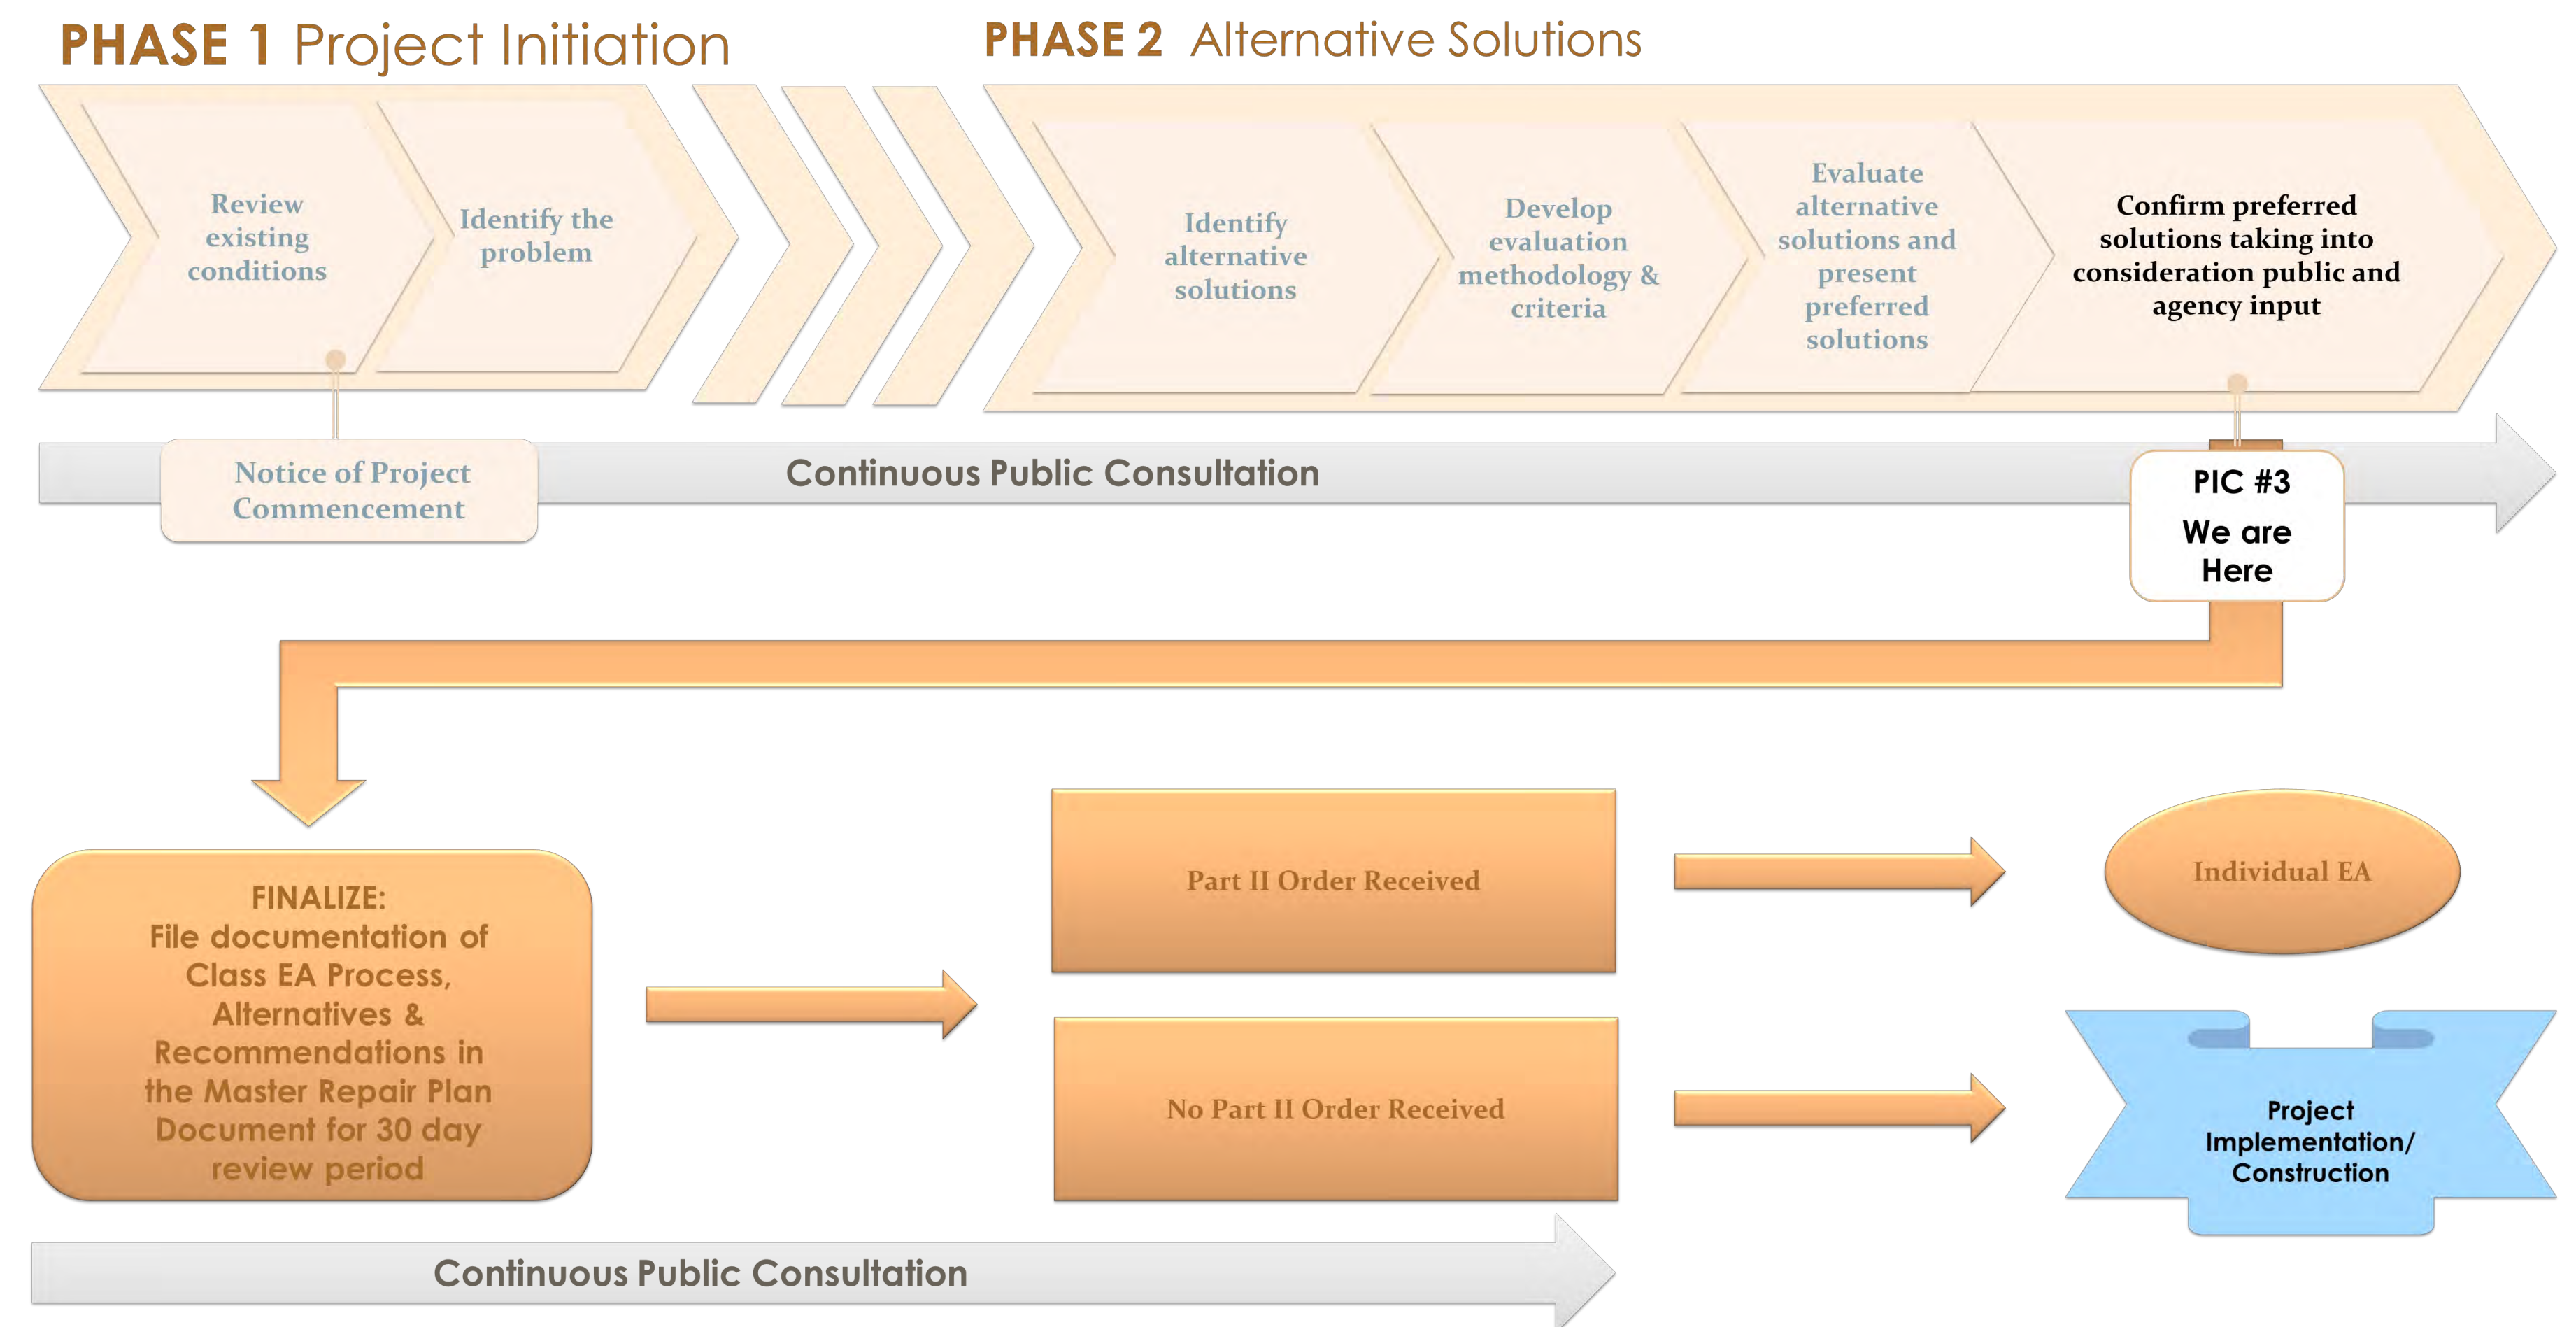 PHASE 1 Project Initiation
PHASE 2 Alternative Solutions
Review
existing
conditions
Identify the
problem
Identify
alternative
solutions
Develop
evaluation
methodology &
criteria
Evaluate
alternative
solutions and
present
preferred
solutions
Confirm preferred
solutions taking into
consideration public and
agency input
Notice of Project
Commencement
Continuous Public Consultation
PIC #3
We are
Here
FINALIZE:
File documentation of
Class EA Process,
Alternatives &
Recommendations in
the Master Repair Plan
Document for 30 day
review period
Part II Order Received
Individual EA
No Part II Order Received
Project
Implementation/
Construction
Continuous Public Consultation